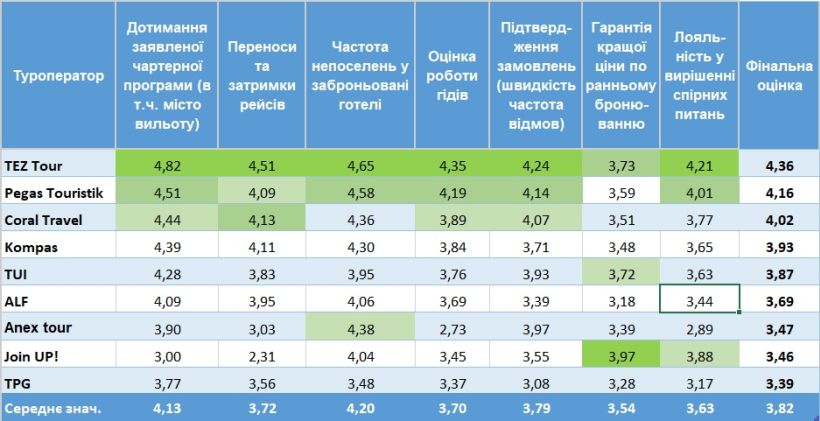 Туроператор | Дотимання заявленої чартерної програми (в т.ч. місто вильоту) | Переноси та затримки рейсів | Частота непоселень у заброньовані готелі | Оцінка роботи гідів | Підтверд-ження замовлень (швидкість частота відмов) | Гарантія кращої ціни по ранньому броню-ванню | Лояль-ність у вирішенні спірних питань | Фінальна оцінка
TEZ Tour 4,82 4,51 4,65 4,35 4,24 3,73 4,21 4,36
Pegas Touristik 4,51 4,09 4,58 4,19 4,14 3,59 4,01 4,16
Coral Travel 4,44 4,13 4,36 3,89 4,07 3,51 3,77 4,02
Kompas 4,39 4,11 4,30 3,84 3,71 3,48 3,65 3,93
TUI 4,28 3,83 3,95 3,76 3,93 3,72 3,63 3,87
ALF 4,09 3,95 4,06 3,69 3,39 3,18 3,44 3,69
Anex tour 3,90 3,03 4,38 2,73 3,97 3,39 2,89 3,47
Join UP! 3,00 2,31 4,04 3,45 3,55 3,97 3,88 3,46
TPG 3,77 3,56 3,48 3,37 3,08 3,28 3,17 3,39
Середнє знач. 4,13 3,72 4,20 3,70 3,79 3,54 3,63 3,82